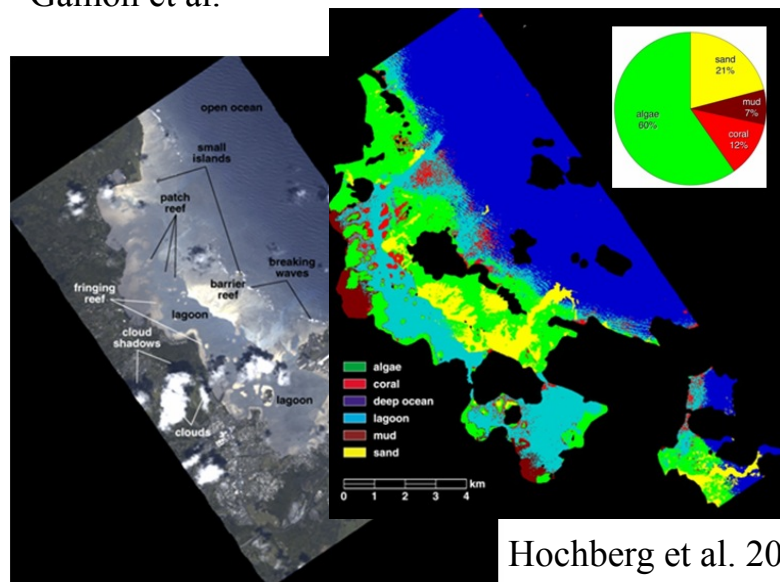 Gamon et al.
open ocean
small
islands
patch
reef
breaking
waves
barrier
reef
fringing
reef
lagoon
cloud
shadows
lagoon
clouds
sand
21%
mud
7%
coral
12%
algae
60%
algae
coral
deep ocean
lagoon
mud
sand
km
0 1 2 3 4
Hochberg et al. 20